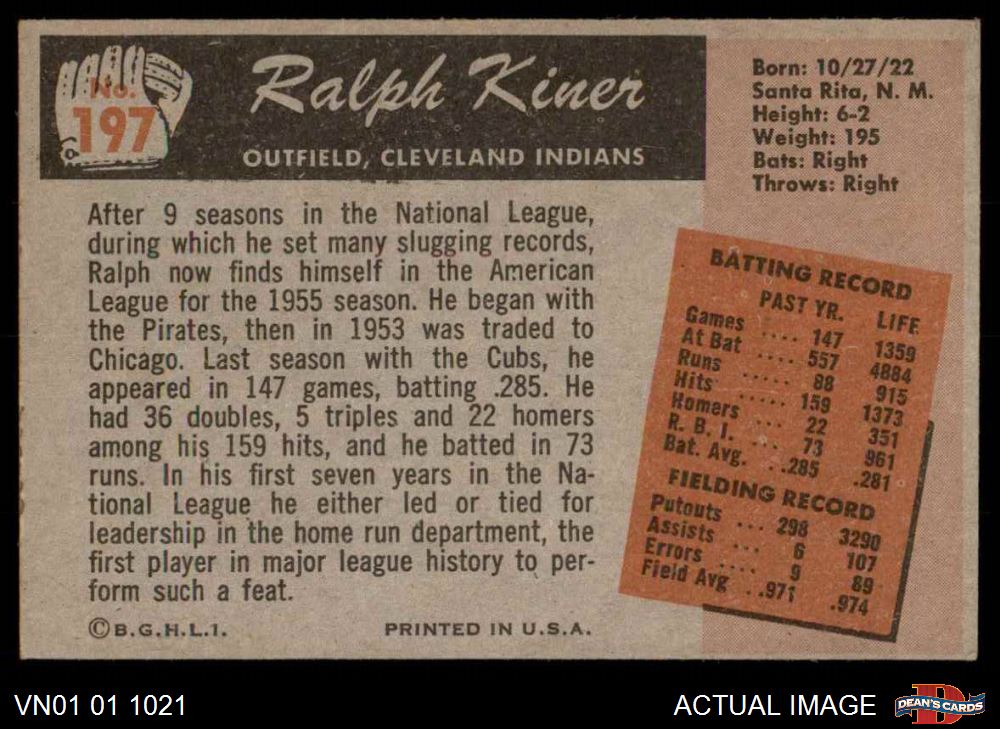 No.
197
Ralph Kiner
OUTFIELD, CLEVELAND INDIANS
Born: 10/27/22
Santa Rita, N. M.
Height: 6-2
Weight: 195
Bats: Right
Throws: Right
After 9 seasons in the National League,
during which he set many slugging records,
Ralph now finds himself in the American
League for the 1955 season. He began with
the Pirates, then in 1953 was traded to
Chicago. Last season with the Cubs, he
appeared in 147 games, batting .285. He
had 36 doubles, 5 triples and 22 homers
among his 159 hits, and he batted in 73
runs. In his first seven years in the Na-
tional League he either led or tied for
leadership in the home run department, the
first player in major league history to per-
form such a feat.
©B.G.H.L.I. PRINTED IN U.S.A.
BATTING RECORD
PAST YR. LIFE
Games .... 147 1359
At Bat .... 557 4884
Runs ..... 88 915
Hits ..... 159 1373
Homers ... 22 351
R. B. I. ... 73 961
Bat. Avg. . .285 .281
FIELDING RECORD
Putouts ... 298 3290
Assists ... 6 107
Errors .... 9 89
Field Avg . .971 .974
VN01 01 1021
ACTUAL IMAGE
D
DEAN'S CARDS